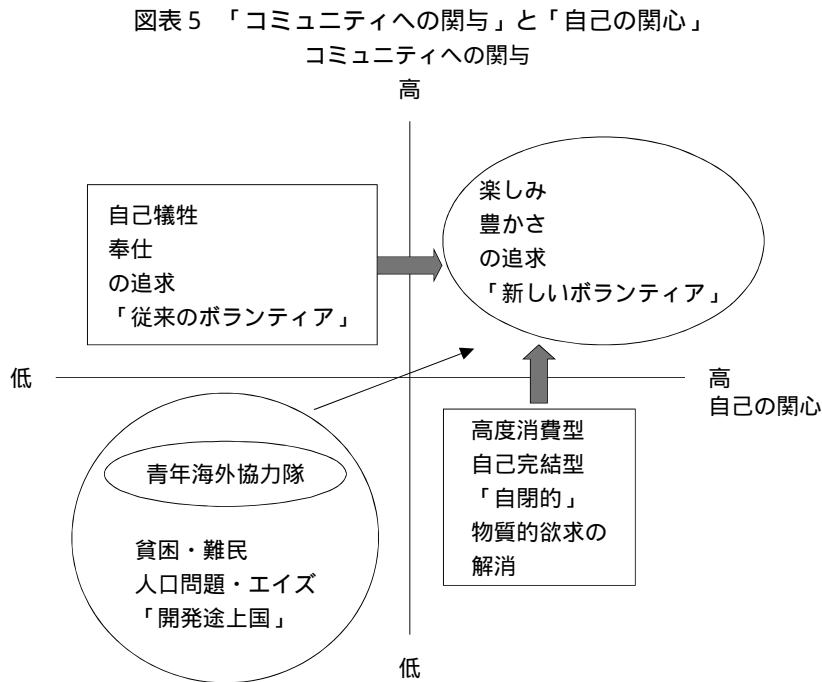 図表5 「コミュニティへの関与」と「自己の関心」
コミュニティへの関与
高
自己犠牲
奉仕
の追求
「従来のボランティア」
楽しみ
豊かさ
の追求
「新しいボランティア」
低
高
自己の関心
青年海外協力隊
貧困・難民
人口問題・エイズ
「開発途上国」
高度消費型
自己完結型
「自閉的」
物質的欲求の
解消
低